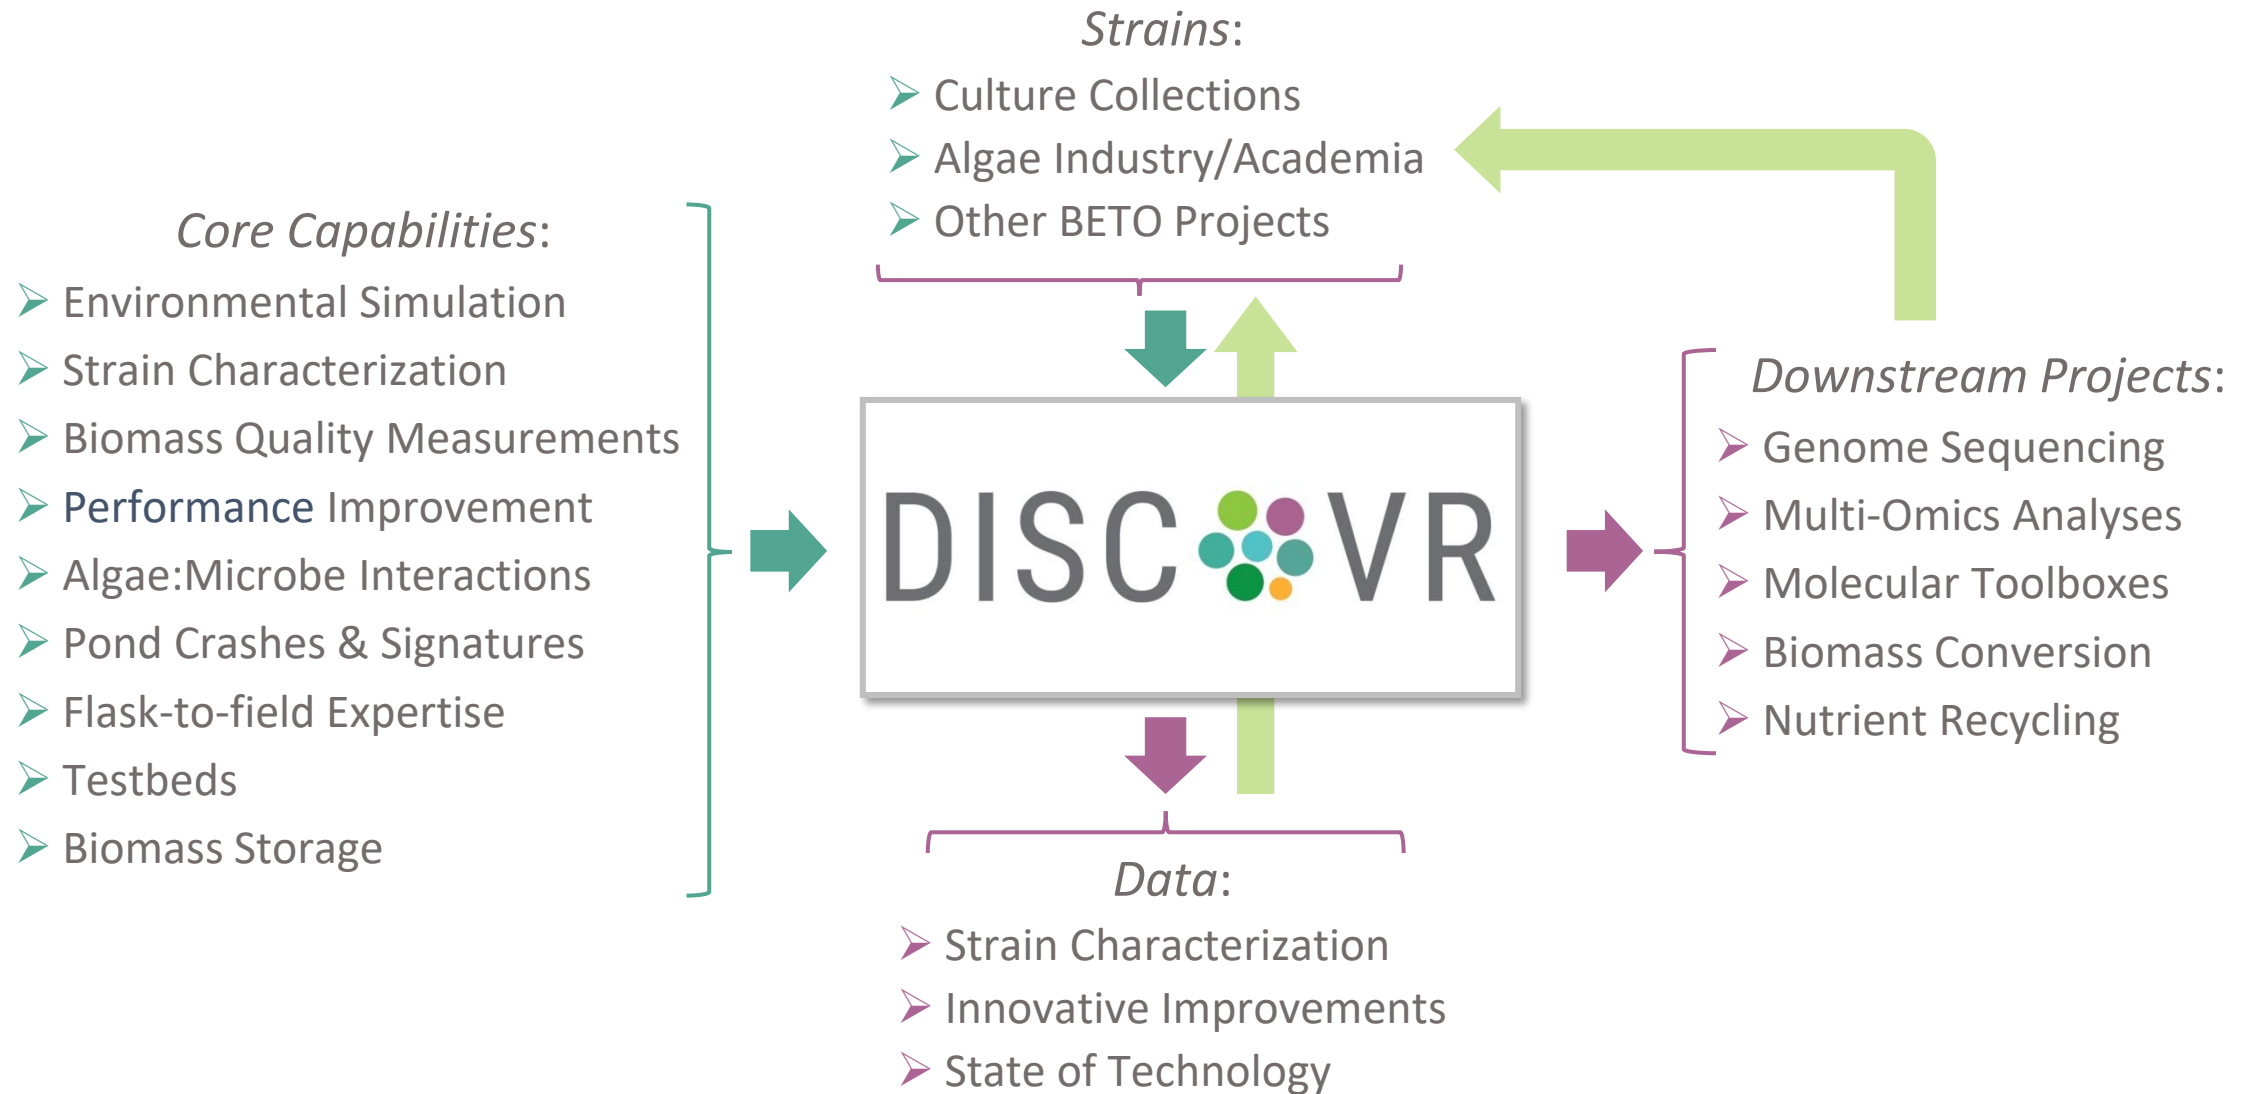 Strains:
Culture Collections
Algae Industry/Academia
Other BETO Projects
Core Capabilities:
Environmental Simulation
Strain Characterization
Biomass Quality Measurements
Performance Improvement
Algae:Microbe Interactions
Pond Crashes & Signatures
Flask-to-field Expertise
Testbeds
Biomass Storage
DISCOVR
Downstream Projects:
Genome Sequencing
Multi-Omics Analyses
Molecular Toolboxes
Biomass Conversion
Nutrient Recycling
Data:
Strain Characterization
Innovative Improvements
State of Technology